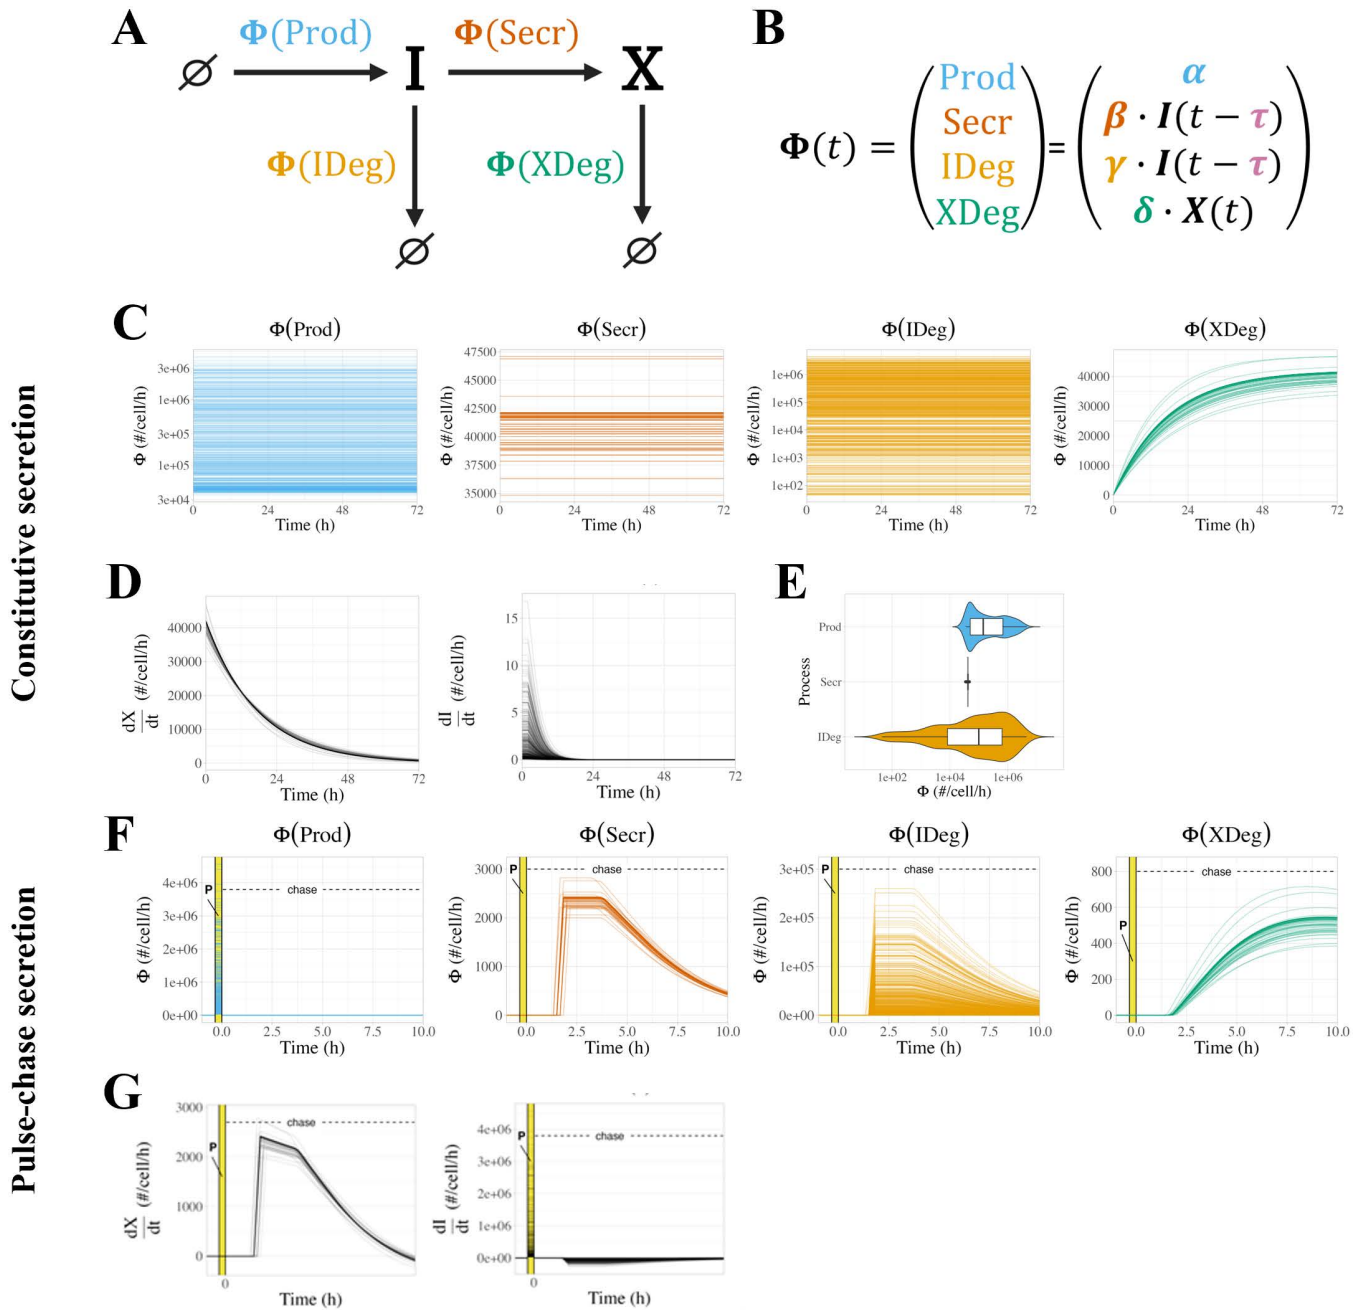 A
Φ(Prod)
Φ(Secr)
∅
I
X
Φ(IDeg)
Φ(XDeg)
∅
∅
B
Φ(t) = (Prod Secr IDeg XDeg) = (α β · I(t − τ) γ · I(t − τ) δ · X(t))
Constitutive secretion
C
Φ(Prod)
Φ (#/cell/h)
3e+06
1e+06
3e+05
1e+05
3e+04
0 24 48 72
Time (h)
Φ(Secr)
Φ (#/cell/h)
47500
45000
42500
40000
37500
35000
0 24 48 72
Time (h)
Φ(IDeg)
Φ (#/cell/h)
1e+06
1e+05
1e+04
1e+03
1e+02
0 24 48 72
Time (h)
Φ(XDeg)
Φ (#/cell/h)
40000
30000
20000
10000
0
0 24 48 72
Time (h)
D
dX/dt (#/cell/h)
40000
30000
20000
10000
0
0 24 48 72
Time (h)
dI/dt (#/cell/h)
15
10
5
0
0 24 48 72
Time (h)
E
Process
Prod
Secr
IDeg
1e+02 1e+04 1e+06
Φ (#/cell/h)
Pulse-chase secretion
F
Φ(Prod)
Φ (#/cell/h)
4e+06
3e+06
2e+06
1e+06
0e+00
P
chase
0.0 2.5 5.0 7.5 10.0
Time (h)
Φ(Secr)
Φ (#/cell/h)
3000
2000
1000
0
P
chase
0.0 2.5 5.0 7.5 10.0
Time (h)
Φ(IDeg)
Φ (#/cell/h)
3e+05
2e+05
1e+05
0e+00
P
chase
0.0 2.5 5.0 7.5 10.0
Time (h)
Φ(XDeg)
Φ (#/cell/h)
800
600
400
200
0
P
chase
0.0 2.5 5.0 7.5 10.0
Time (h)
G
dX/dt (#/cell/h)
3000
2000
1000
0
P
chase
0
Time (h)
dI/dt (#/cell/h)
4e+06
3e+06
2e+06
1e+06
0e+00
P
chase
0
Time (h)